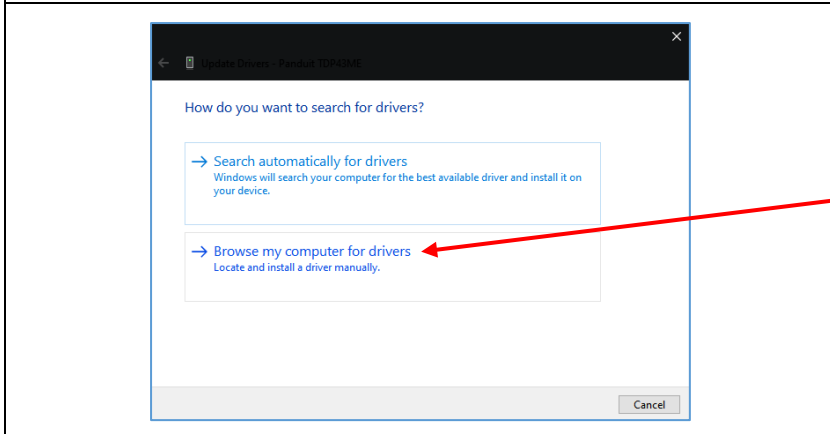 Update Drivers - Panduit TDP43ME
How do you want to search for drivers?
Search automatically for drivers
Windows will search your computer for the best available driver and install it on
your device.
Browse my computer for drivers
Locate and install a driver manually.
Cancel